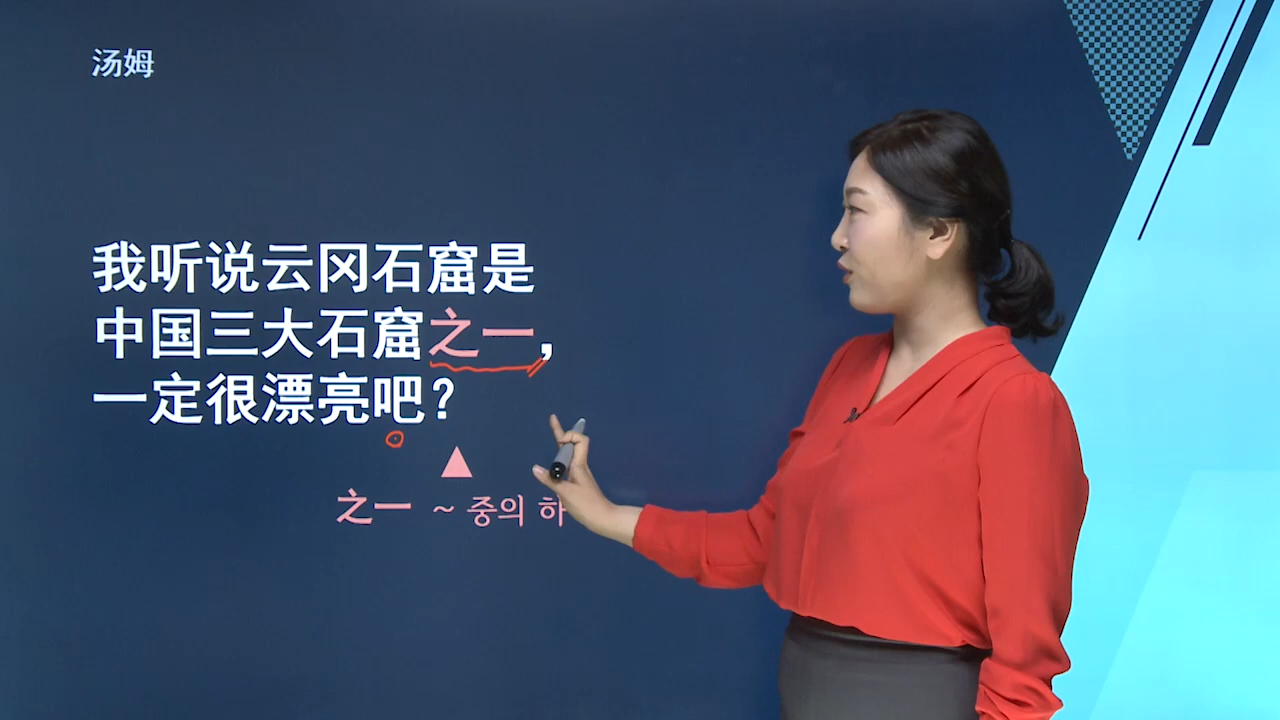 汤姆
我听说云冈石窟是
中国三大石窟之一,
一定很漂亮吧?
之一 ~ 중의 하